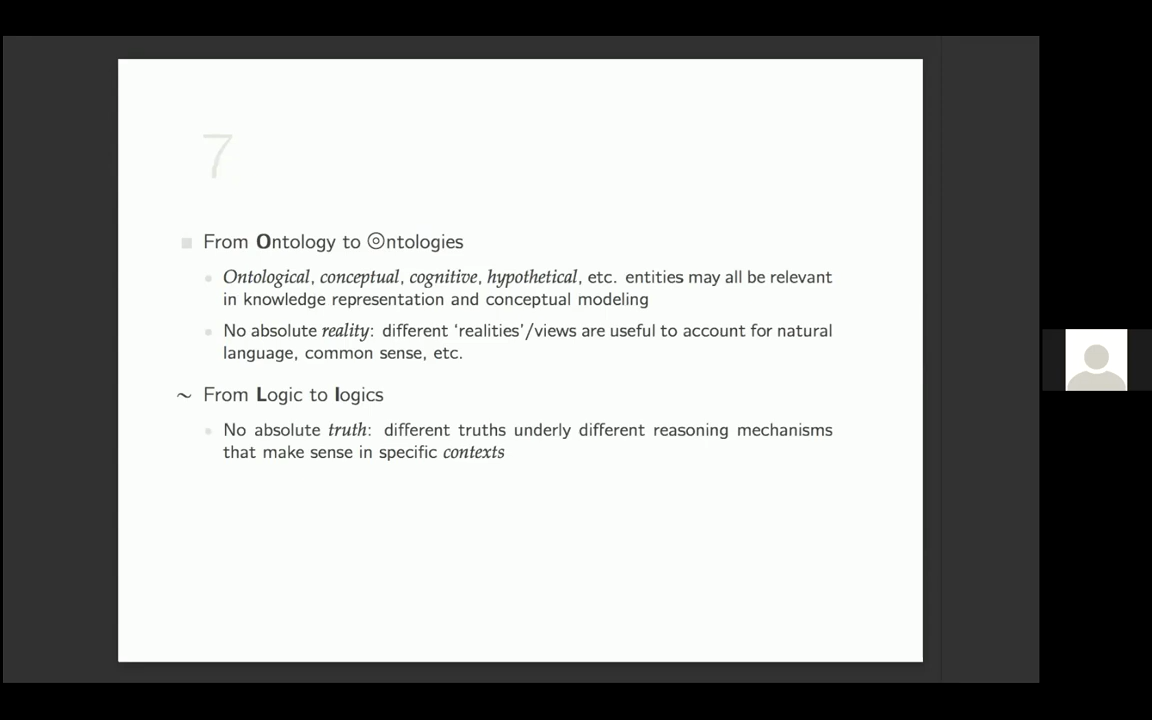 7
From Ontology to ⌾ntologies
Ontological, conceptual, cognitive, hypothetical, etc. entities may all be relevant
in knowledge representation and conceptual modeling
No absolute reality: different ‘realities’/views are useful to account for natural
language, common sense, etc.
~ From Logic to logics
No absolute truth: different truths underly different reasoning mechanisms
that make sense in specific contexts